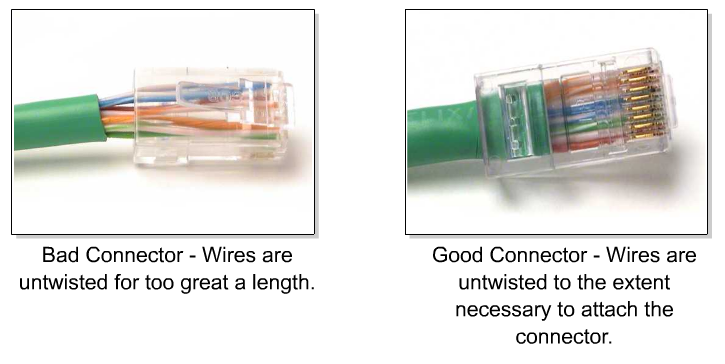 Bad Connector - Wires are
untwisted for too great a length.
Good Connector - Wires are
untwisted to the extent
necessary to attach the
connector.